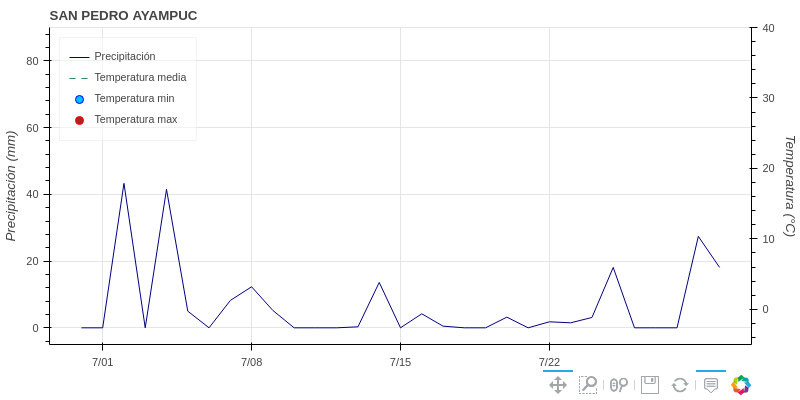 SAN PEDRO AYAMPUC
Precipitación
Temperatura media
Temperatura min
Temperatura max
Precipitación (mm)
80
60
40
20
0
Temperatura (°C)
40
30
20
10
0
7/01
7/08
7/15
7/22